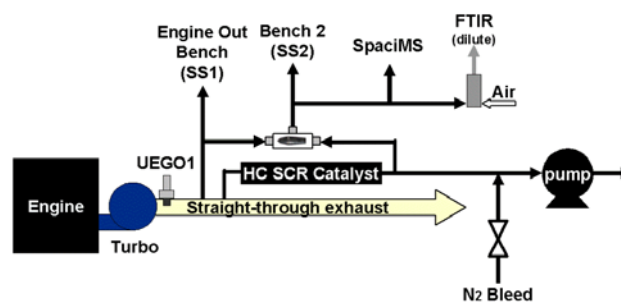 Engine Out
Bench
(SS1)
Bench 2
(SS2)
SpaciMS
FTIR
(dilute)
Air
UEGO1
HC SCR Catalyst
pump
Engine
Straight-through exhaust
Turbo
N2 Bleed